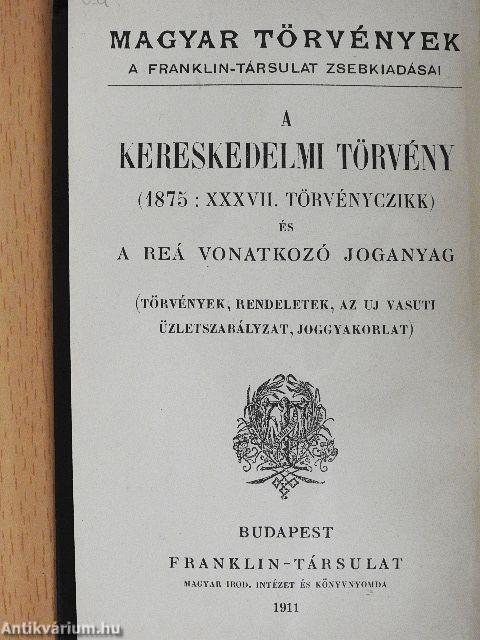 MAGYAR TÖRVÉNYEK
A FRANKLIN-TÁRSULAT ZSEBKIADÁSAI
A
KERESKEDELMI TÖRVÉNY
(1875 : XXXVII. TÖRVÉNYCZIKK)
ÉS
A REÁ VONATKOZÓ JOGANYAG
(TÖRVÉNYEK, RENDELETEK, AZ UJ VASUTI
ÜZLETSZABÁLYZAT, JOGGYAKORLAT)
BUDAPEST
FRANKLIN-TÁRSULAT
MAGYAR IROD. INTÉZET ÉS KÖNYVNYOMDA
1911
Antikvárium.hu